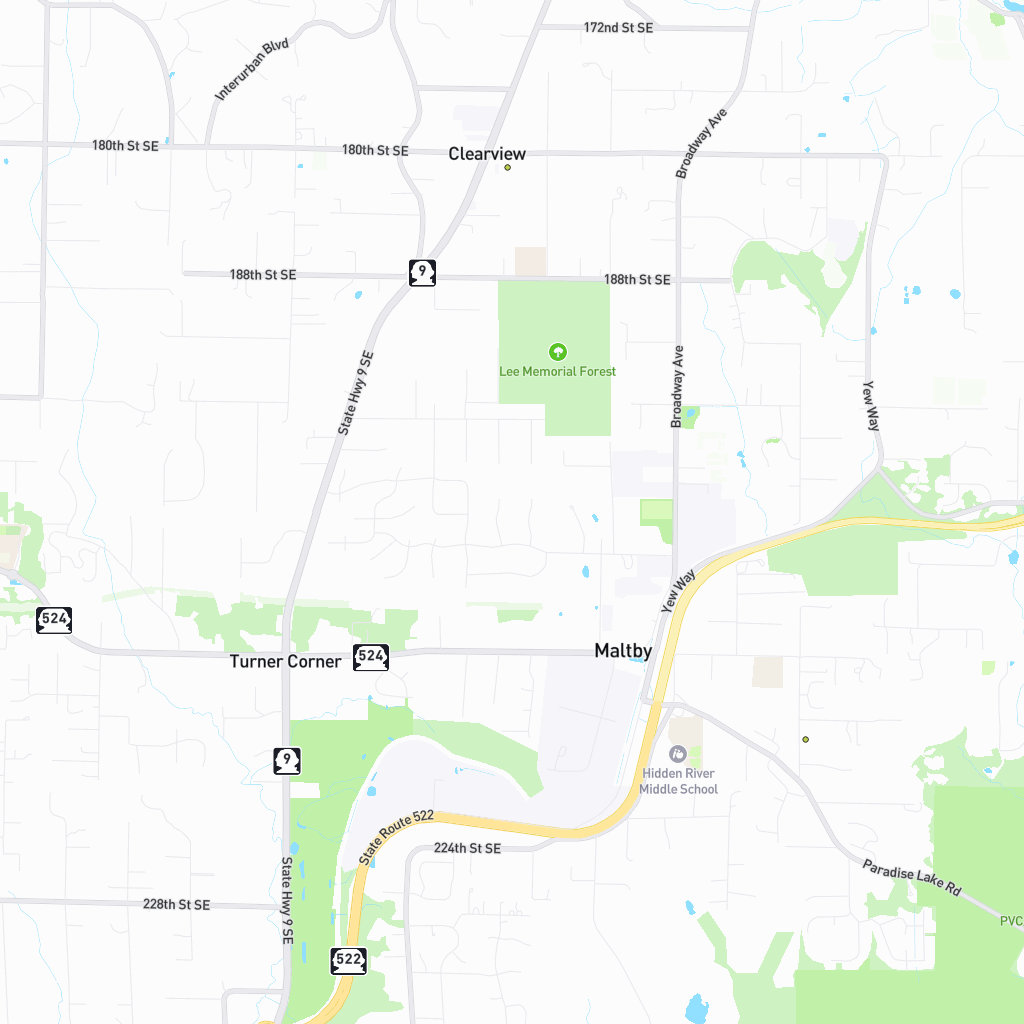 172nd St SE
Interurban Blvd
Broadway Ave
180th St SE
180th St SE
Clearview
9
188th St SE
188th St SE
Lee Memorial Forest
State Hwy 9 SE
Broadway Ave
Yew Way
Yew Way
524
Turner Corner
524
Maltby
9
Hidden River
Middle School
State Route 522
224th St SE
State Hwy 9 SE
Paradise Lake Rd
228th St SE
PVC
522